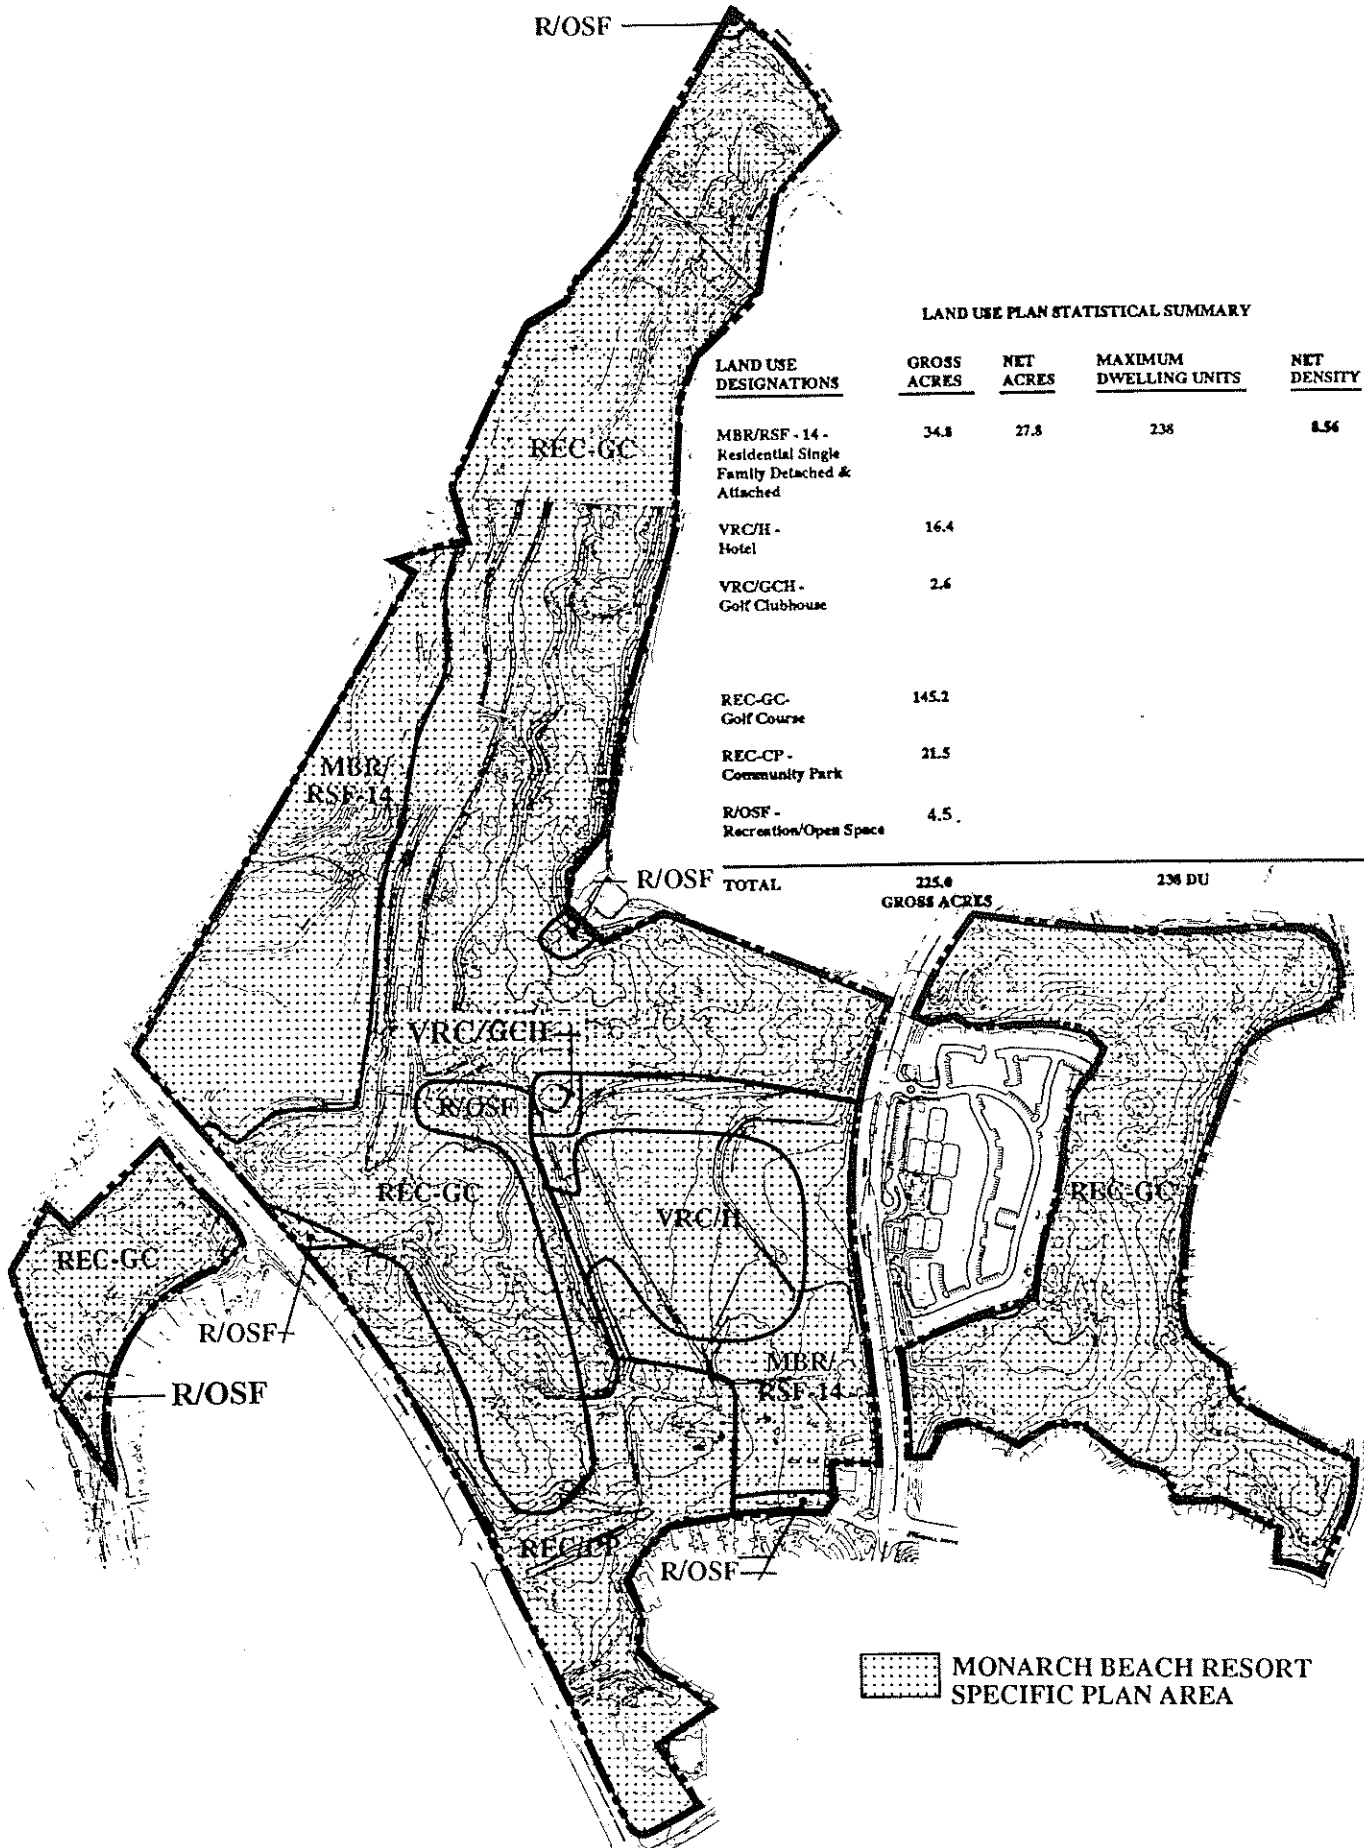 R/OSF
LAND USE PLAN STATISTICAL SUMMARY
LAND USE DESIGNATIONS GROSS ACRES NET ACRES MAXIMUM DWELLING UNITS NET DENSITY
MBR/RSF - 14 - 34.8 27.8 238 8.56
Residential Single
Family Detached &
Attached
VRC/H - 16.4
Hotel
VRC/GCH - 2.6
Golf Clubhouse
REC-GC- 145.2
Golf Course
REC-CP - 21.5
Community Park
R/OSF - 4.5
Recreation/Open Space
TOTAL 225.0 238 DU
GROSS ACRES
REC-GC
MBR/
RSF-14
R/OSF
VRC/GCH
R/OSF
REC-GC
VRC/H
REC-GC
REC-GC
R/OSF
R/OSF
MBR/
RSF-14
REC/CP
R/OSF
MONARCH BEACH RESORT
SPECIFIC PLAN AREA